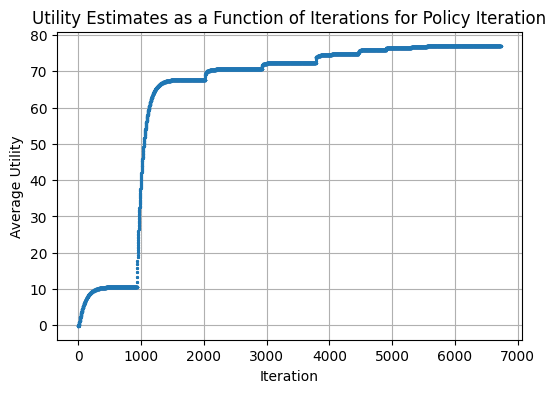 Utility Estimates as a Function of Iterations for Policy Iteration
80
70
60
50
40
30
20
10
0
Average Utility
0 1000 2000 3000 4000 5000 6000 7000
Iteration